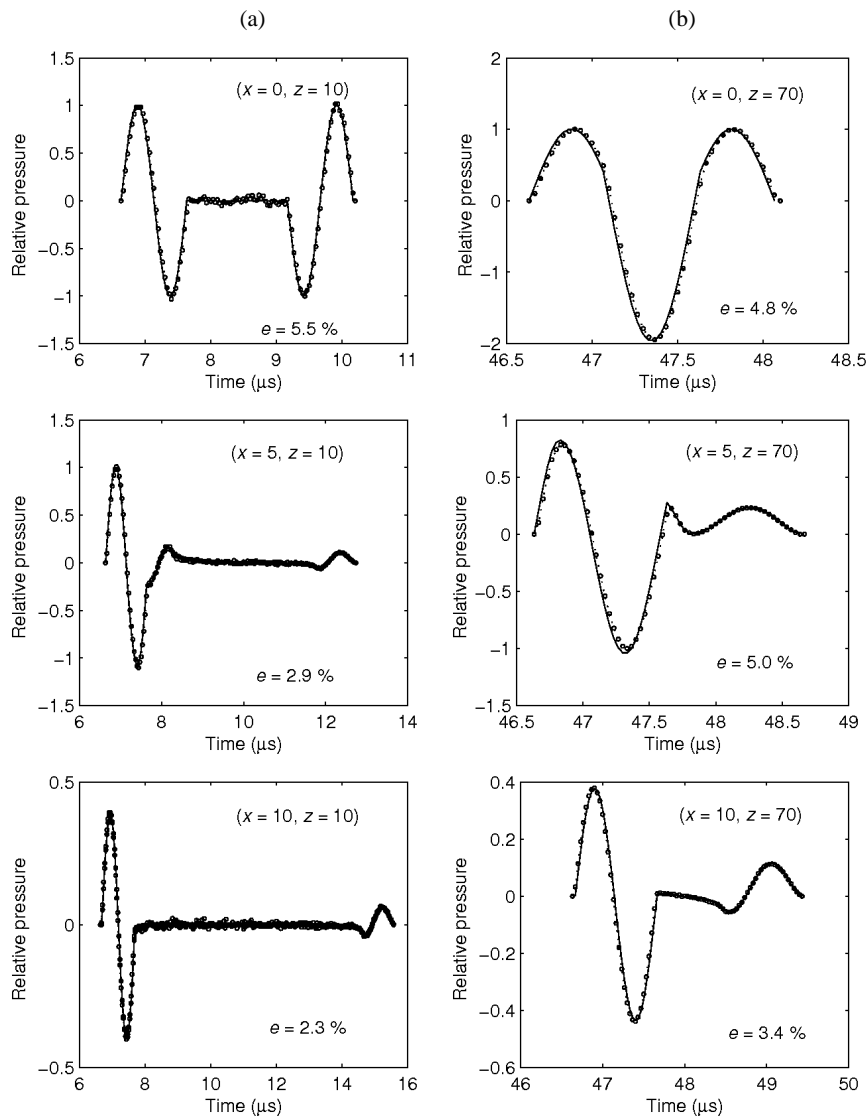 (a)
(b)
1.5
1
0.5
0
−0.5
−1
−1.5
Relative pressure
(x = 0, z = 10)
e = 5.5 %
6 7 8 9 10 11
Time (μs)
2
1
0
−1
−2
Relative pressure
(x = 0, z = 70)
e = 4.8 %
46.5 47 47.5 48 48.5
Time (μs)
1.5
1
0.5
0
−0.5
−1
−1.5
Relative pressure
(x = 5, z = 10)
e = 2.9 %
6 8 10 12 14
Time (μs)
1
0.5
0
−0.5
−1
−1.5
Relative pressure
(x = 5, z = 70)
e = 5.0 %
46.5 47 47.5 48 48.5 49
Time (μs)
0.5
0
−0.5
Relative pressure
(x = 10, z = 10)
e = 2.3 %
6 8 10 12 14 16
Time (μs)
0.4
0.2
0
−0.2
−0.4
−0.6
Relative pressure
(x = 10, z = 70)
e = 3.4 %
46 47 48 49 50
Time (μs)